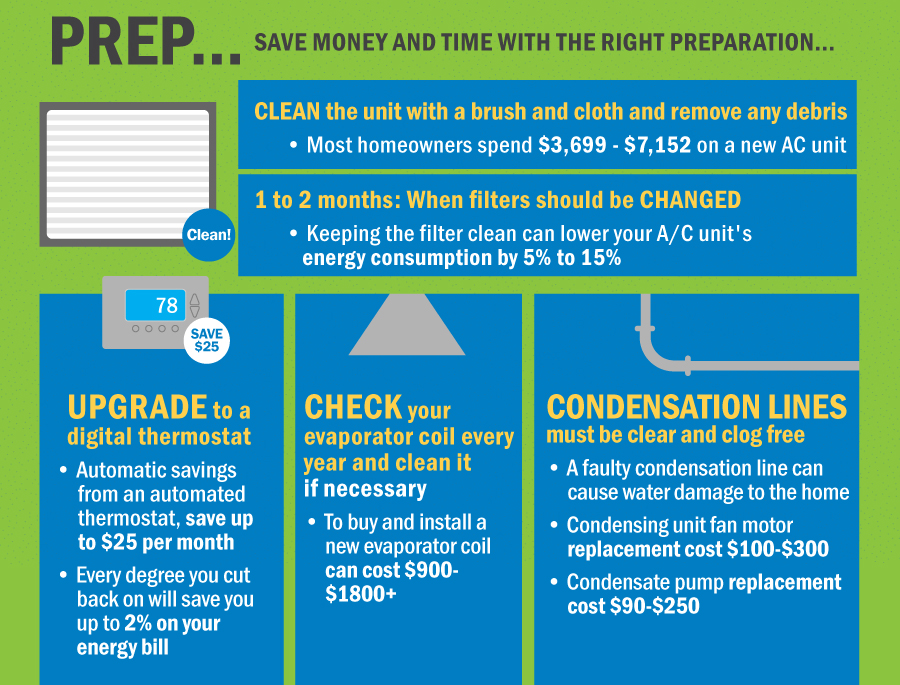 PREP... SAVE MONEY AND TIME WITH THE RIGHT PREPARATION...
CLEAN the unit with a brush and cloth and remove any debris
• Most homeowners spend $3,699 - $7,152 on a new AC unit
Clean!
1 to 2 months: When filters should be CHANGED
• Keeping the filter clean can lower your A/C unit's
energy consumption by 5% to 15%
78
SAVE
$25
UPGRADE to a
digital thermostat
• Automatic savings
from an automated
thermostat, save up
to $25 per month
• Every degree you cut
back on will save you
up to 2% on your
energy bill
CHECK your
evaporator coil every
year and clean it
if necessary
• To buy and install a
new evaporator coil
can cost $900-
$1800+
CONDENSATION LINES
must be clear and clog free
• A faulty condensation line can
cause water damage to the home
• Condensing unit fan motor
replacement cost $100-$300
• Condensate pump replacement
cost $90-$250